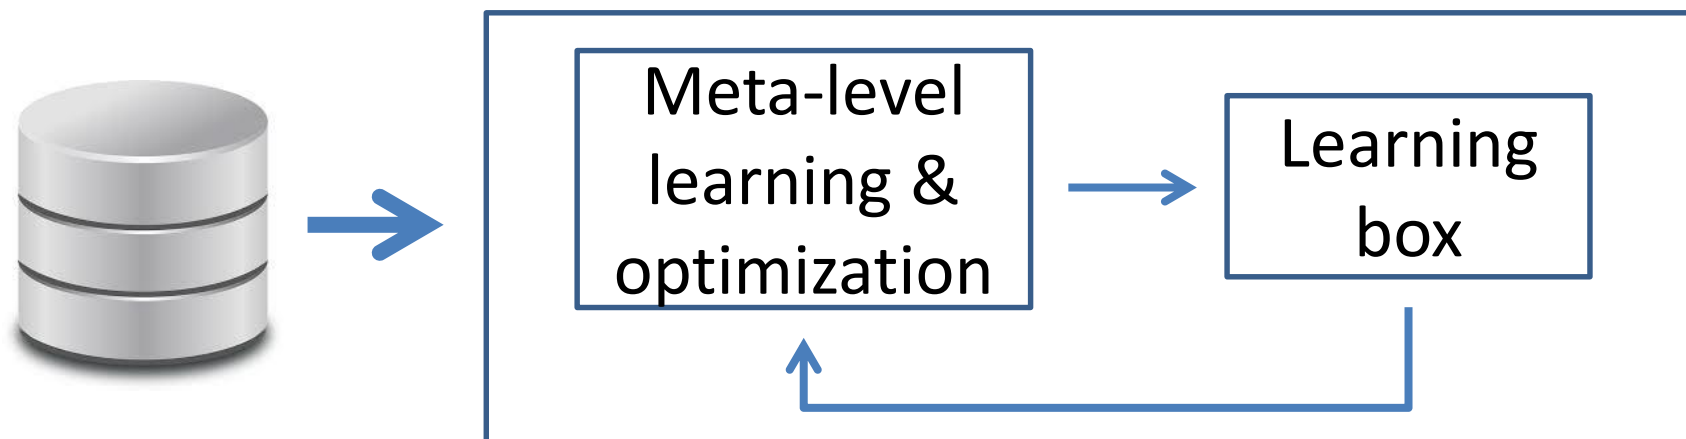 Meta-level
learning &
optimization
Learning
box